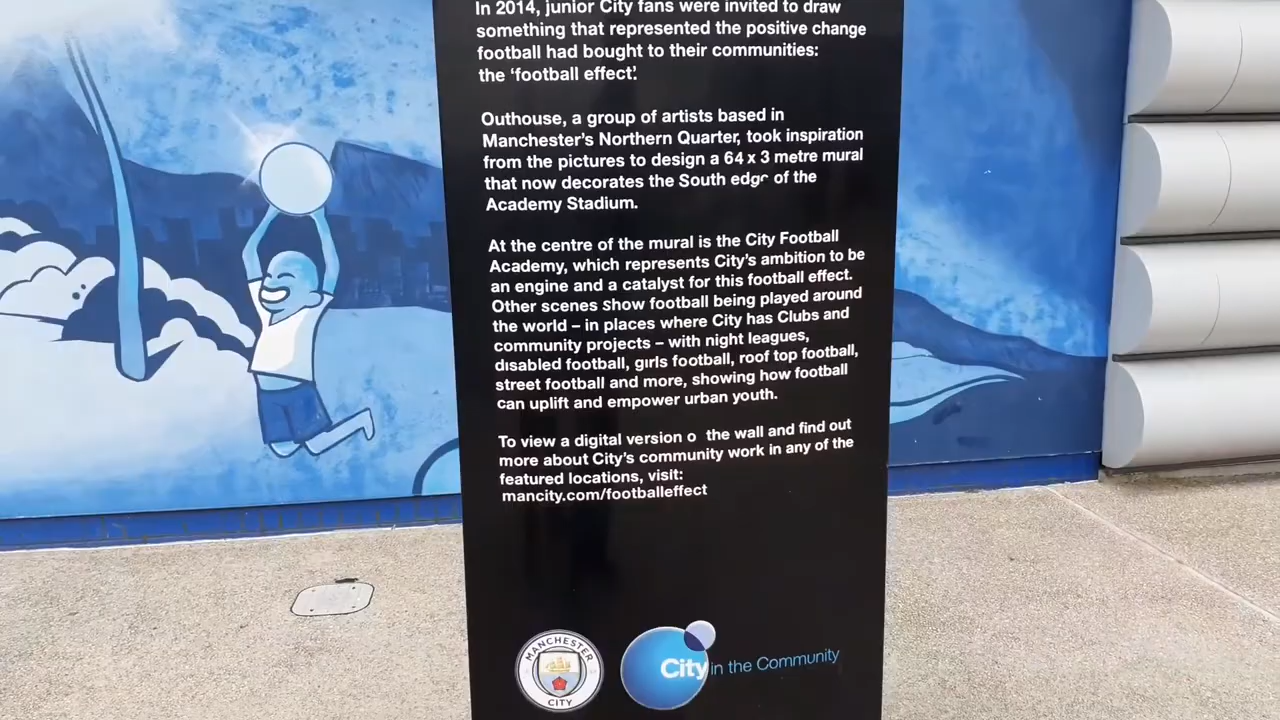 In 2014, junior City fans were invited to draw
something that represented the positive change
football had bought to their communities:
the ‘football effect’.
Outhouse, a group of artists based in
Manchester’s Northern Quarter, took inspiration
from the pictures to design a 64 x 3 metre mural
that now decorates the South edge of the
Academy Stadium.
At the centre of the mural is the City Football
Academy, which represents City’s ambition to be
an engine and a catalyst for this football effect.
Other scenes show football being played around
the world – in places where City has Clubs and
community projects – with night leagues,
disabled football, girls football, roof top football,
street football and more, showing how football
can uplift and empower urban youth.
To view a digital version o the wall and find out
more about City’s community work in any of the
featured locations, visit:
mancity.com/footballeffect
MANCHESTER
CITY
City in the Community